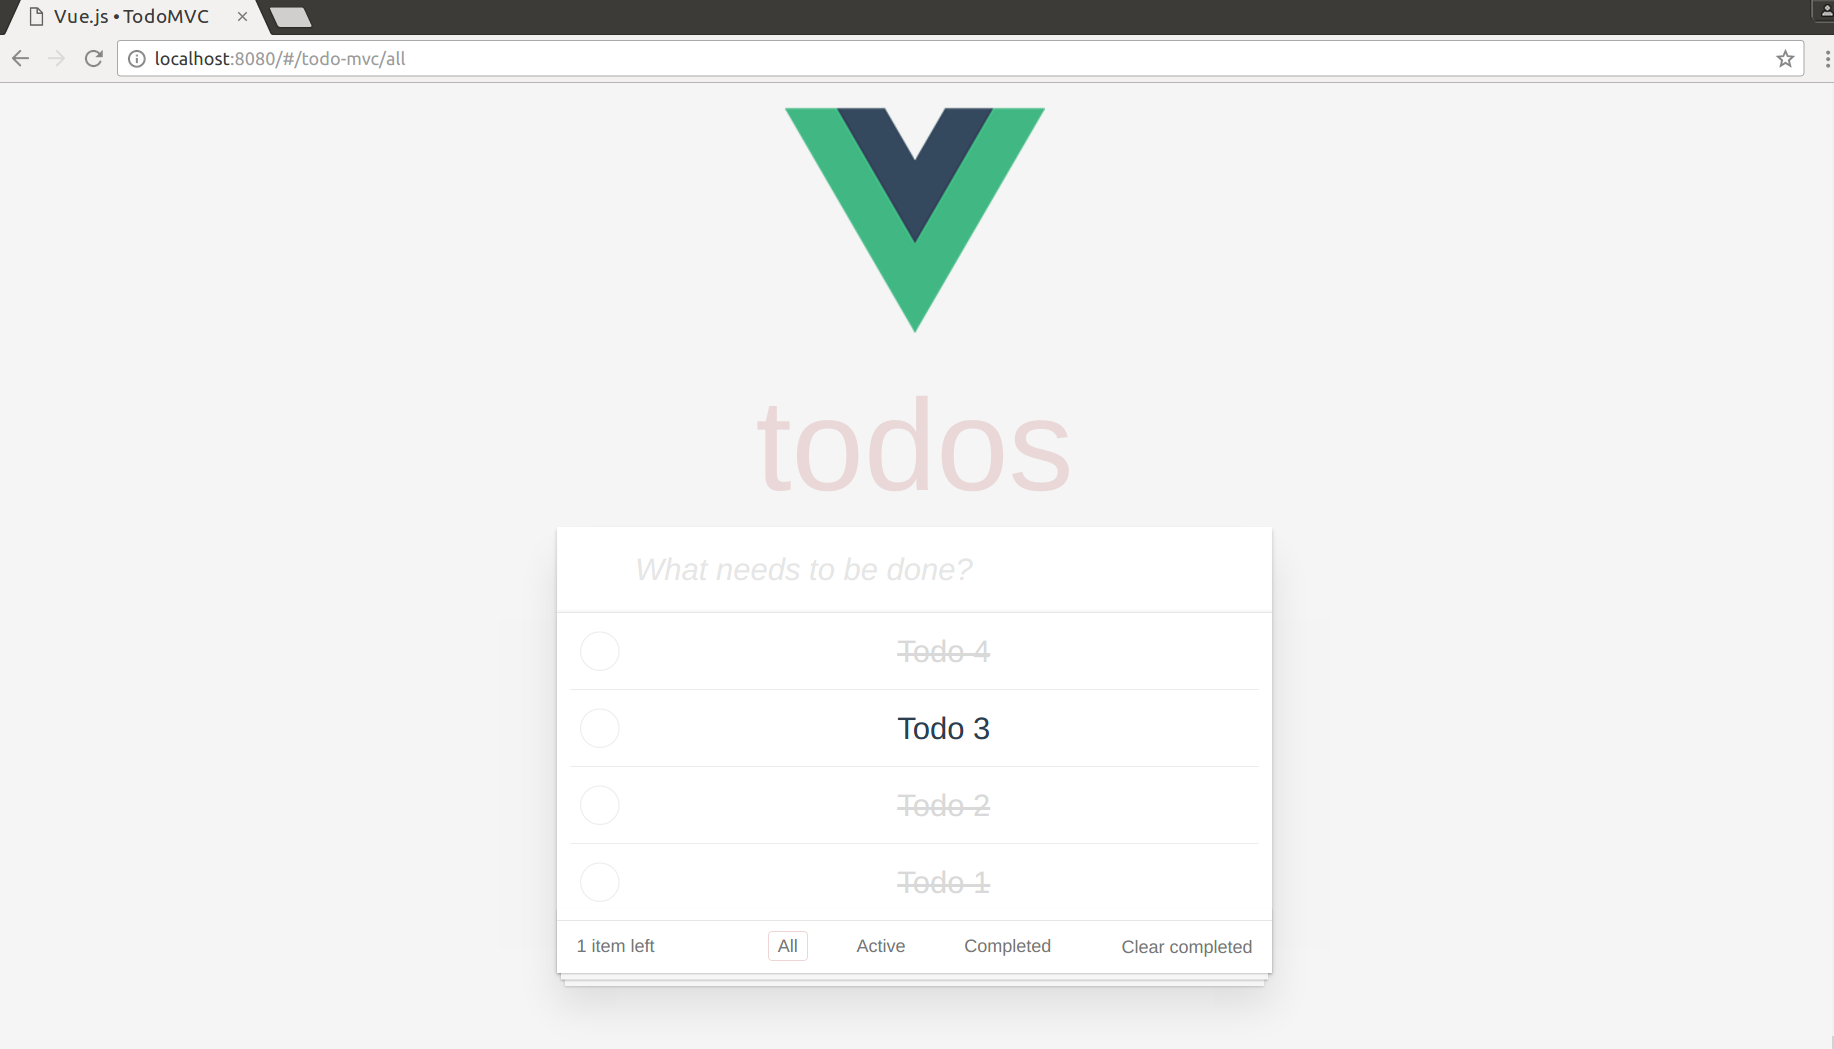 Vue.js • TodoMVC
localhost:8080/#/todo-mvc/all
todos
What needs to be done?
Todo 4
Todo 3
Todo 2
Todo 1
1 item left All Active Completed Clear completed